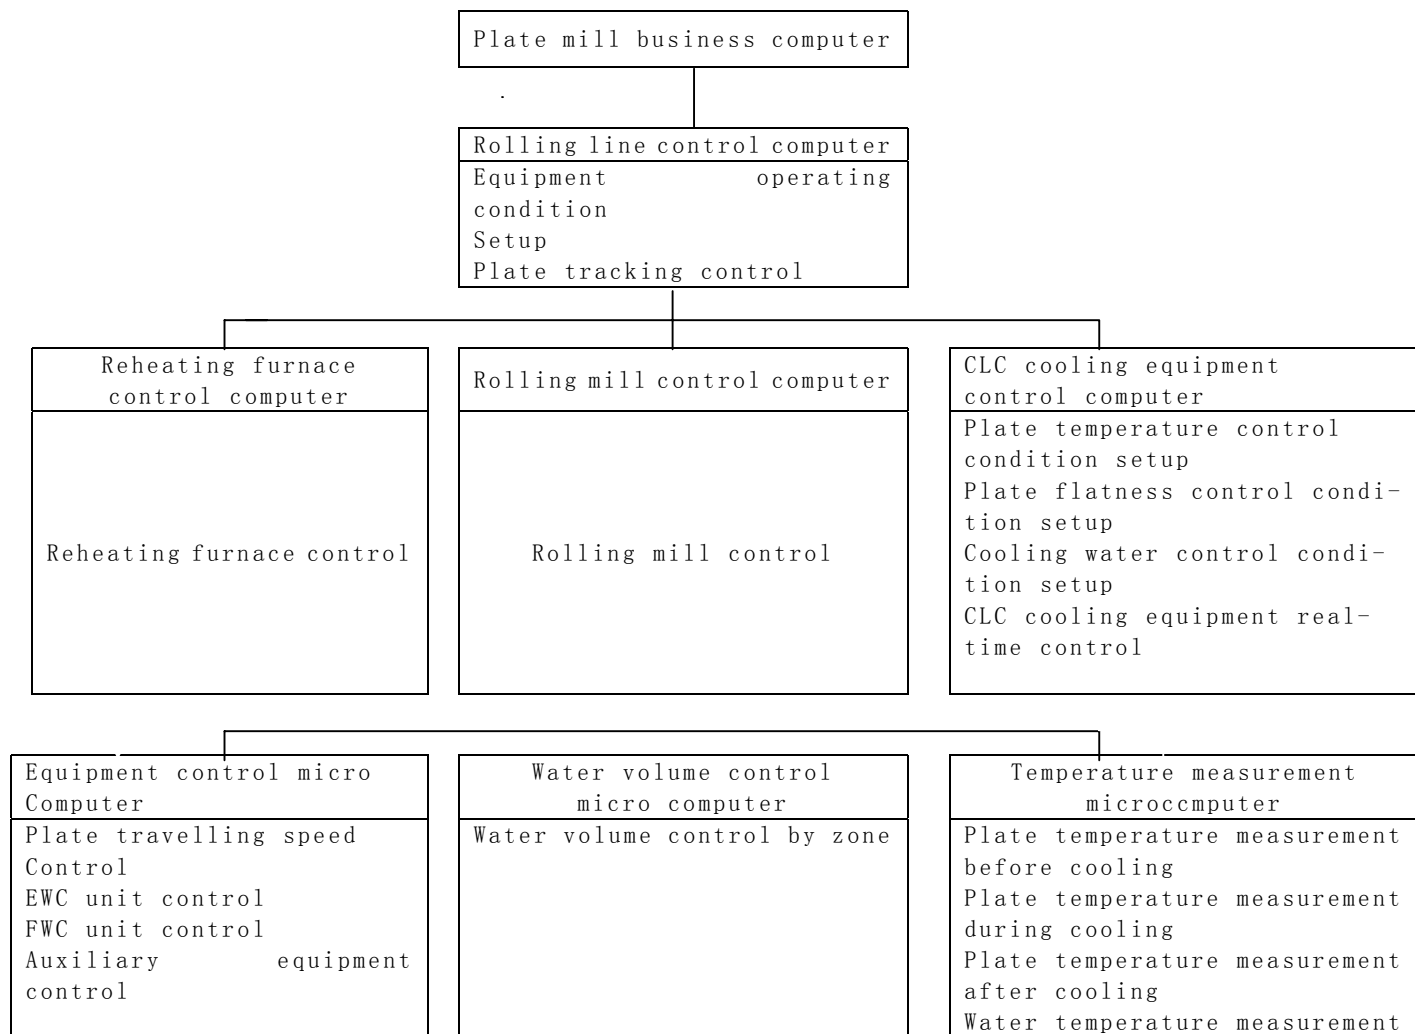 Plate mill business computer
Rolling line control computer
Equipment operating
condition
Setup
Plate tracking control
Reheating furnace
control computer
Reheating furnace control
Rolling mill control computer
Rolling mill control
CLC cooling equipment
control computer
Plate temperature control
condition setup
Plate flatness control condi-
tion setup
Cooling water control condi-
tion setup
CLC cooling equipment real-
time control
Equipment control micro
Computer
Plate travelling speed
Control
EWC unit control
FWC unit control
Auxiliary equipment
control
Water volume control
micro computer
Water volume control by zone
Temperature measurement
microccmputer
Plate temperature measurement
before cooling
Plate temperature measurement
during cooling
Plate temperature measurement
after cooling
Water temperature measurement